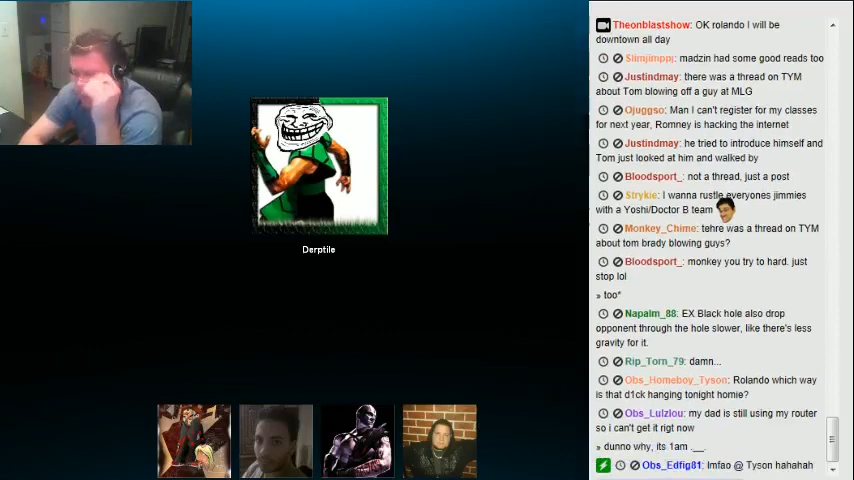 Theonblastshow: OK rolando I will be
downtown all day
Slimjimppj: madzin had some good reads too
Justindmay: there was a thread on TYM
about Tom blowing off a guy at MLG
Ojuggso: Man I can't register for my classes
for next year, Romney is hacking the internet
Justindmay: he tried to introduce himself and
Tom just looked at him and walked by
Bloodsport_: not a thread, just a post
Strykie: I wanna rustle everyones jimmies
with a Yoshi/Doctor B team
Monkey_Chime: tehre was a thread on TYM
about tom brady blowing guys?
Bloodsport_: monkey you try to hard. just
stop lol
» too*
Napalm_88: EX Black hole also drop
opponent through the hole slower, like there's less
gravity for it.
Rip_Torn_79: damn...
Obs_Homeboy_Tyson: Rolando which way
is that d1ck hanging tonight homie?
Obs_Lulzlou: my dad is still using my router
so i can't get it rigt now
» dunno why, its 1am .__.
Obs_Edfig81: lmfao @ Tyson hahahah
Derptile